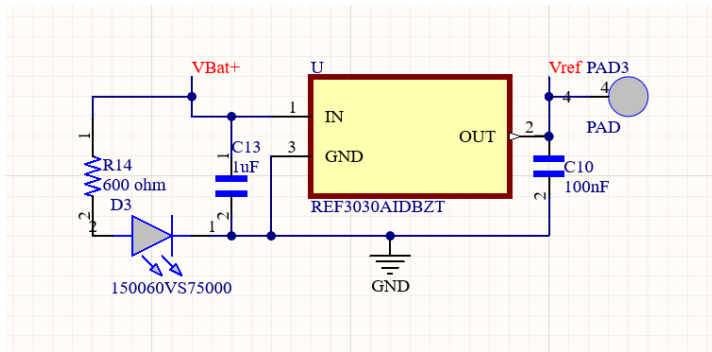 VBat+
U
Vref PAD3
1
IN
4
4
1
R14
600 ohm
C13
1
1uF
3
GND
OUT
2
PAD
C10
100nF
2
2
D3
2
2
1
REF3030AIDBZT
150060VS75000
GND